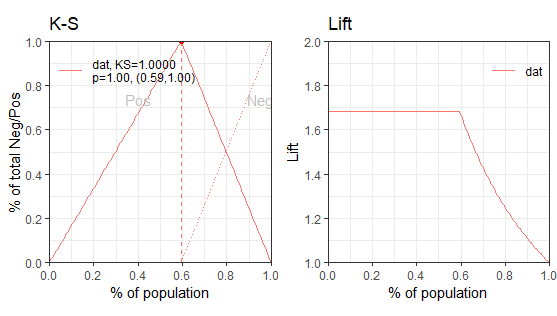 K-S
% of total Neg/Pos
1.0
0.8
0.6
0.4
0.2
0.0
dat, KS=1.0000
p=1.00, (0.59,1.00)
Pos
Neg
0.0 0.2 0.4 0.6 0.8 1.0
% of population
Lift
Lift
2.0
1.8
1.6
1.4
1.2
1.0
dat
0.0 0.2 0.4 0.6 0.8 1.0
% of population